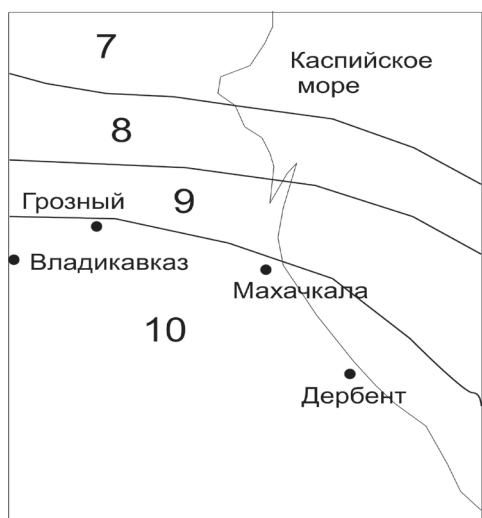 7
Каспийское
море
8
9
Грозный
Владикавказ
Махачкала
10
Дербент